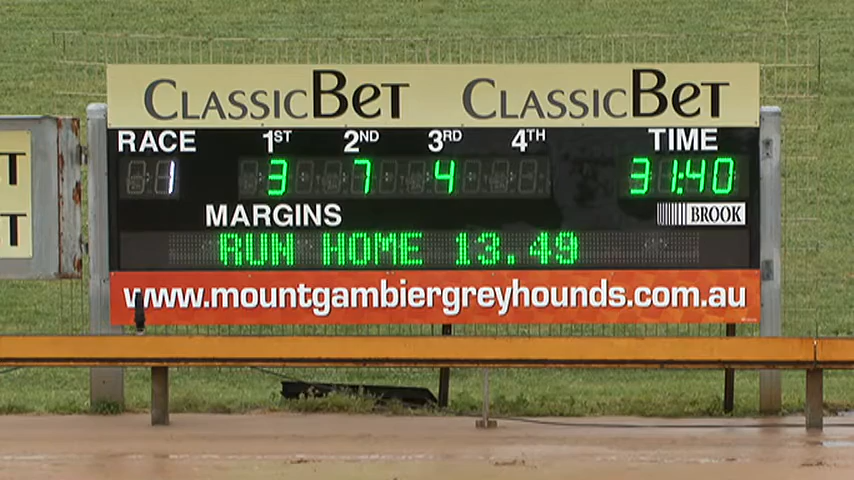 CLASSICBET CLASSICBET
RACE 1ST 2ND 3RD 4TH TIME
1 3 7 4 31:40
MARGINS BROOK
RUN HOME 13.49
www.mountgambiergreyhounds.com.au
T
T